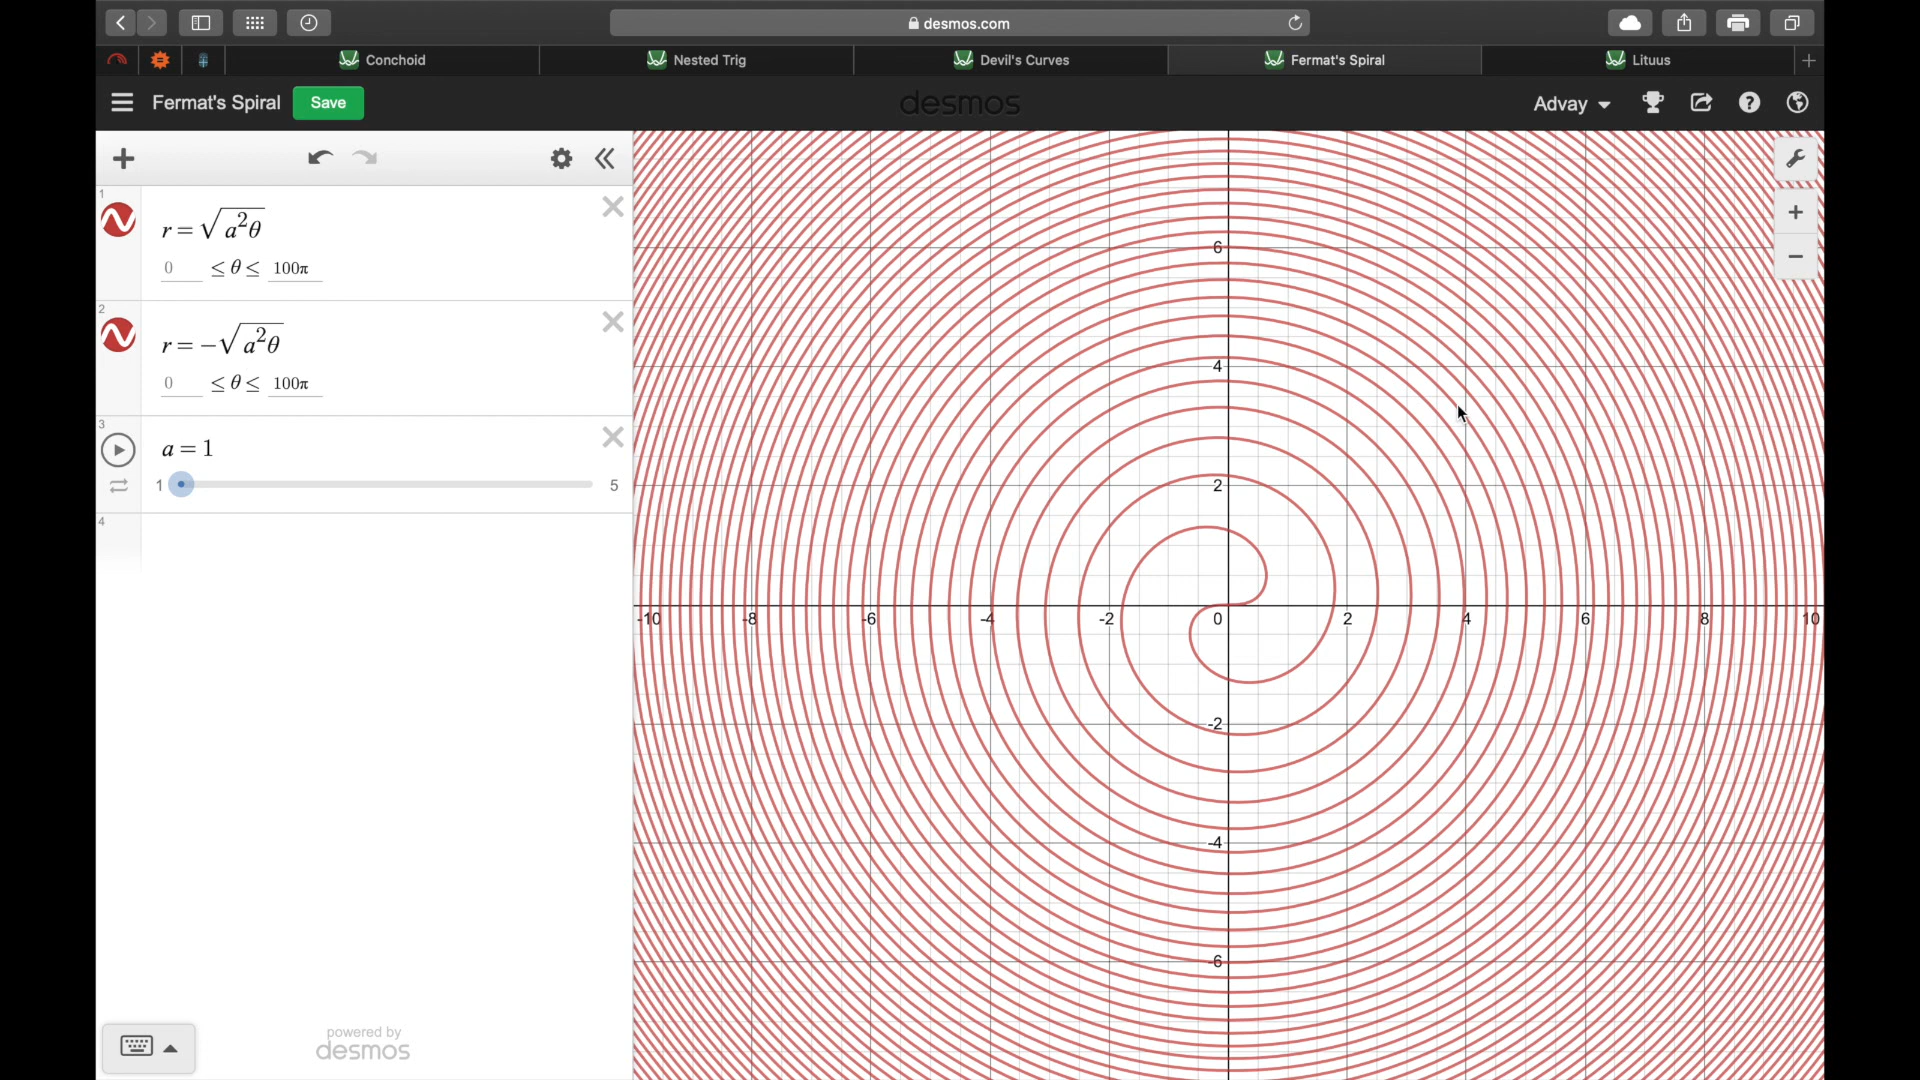 desmos.com
Conchoid
Nested Trig
Devil's Curves
Fermat's Spiral
Lituus
Fermat's Spiral
Save
desmos
Advay
1
r = √a²θ
0 ≤ θ ≤ 100π
2
r = −√a²θ
0 ≤ θ ≤ 100π
3
a = 1
1
5
4
powered by
desmos
6
4
2
-10 -8 -6 -4 -2 0 2 4 6 8 10
-2
-4
-6